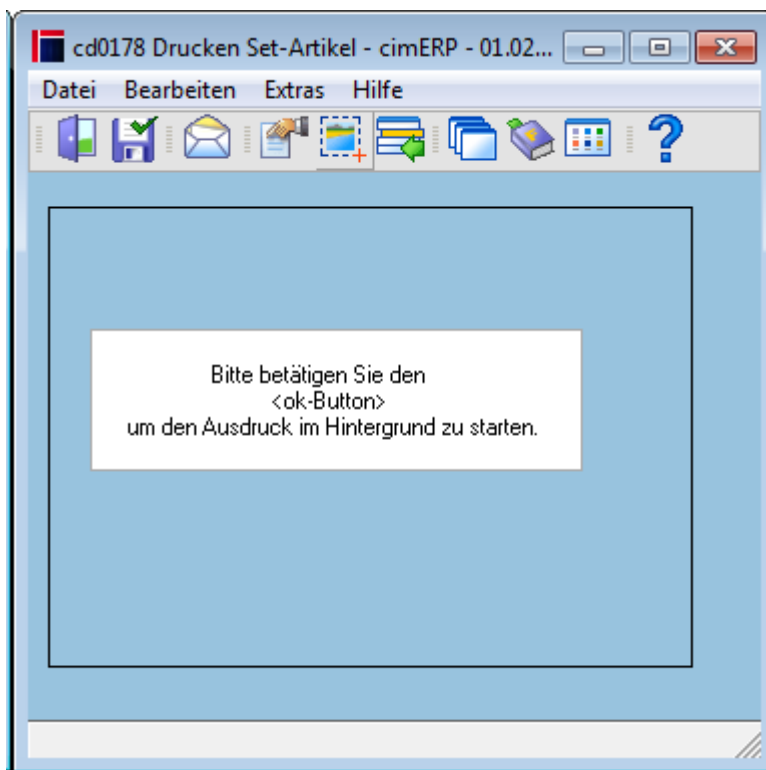 cd0178 Drucken Set-Artikel - cimERP - 01.02...
Datei Bearbeiten Extras Hilfe
Bitte betätigen Sie den
<ok-Button>
um den Ausdruck im Hintergrund zu starten.